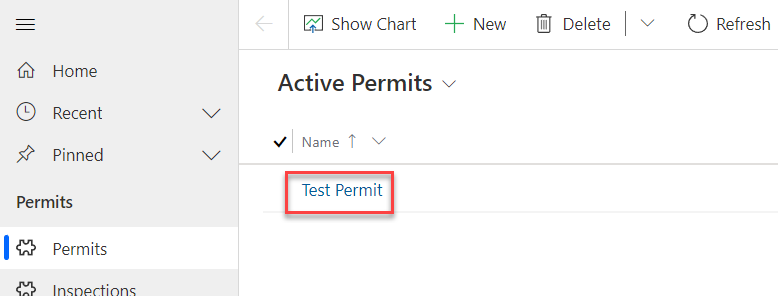 Show Chart New Delete Refresh
Home
Active Permits
Recent
Name
Pinned
Test Permit
Permits
Permits
Inspections